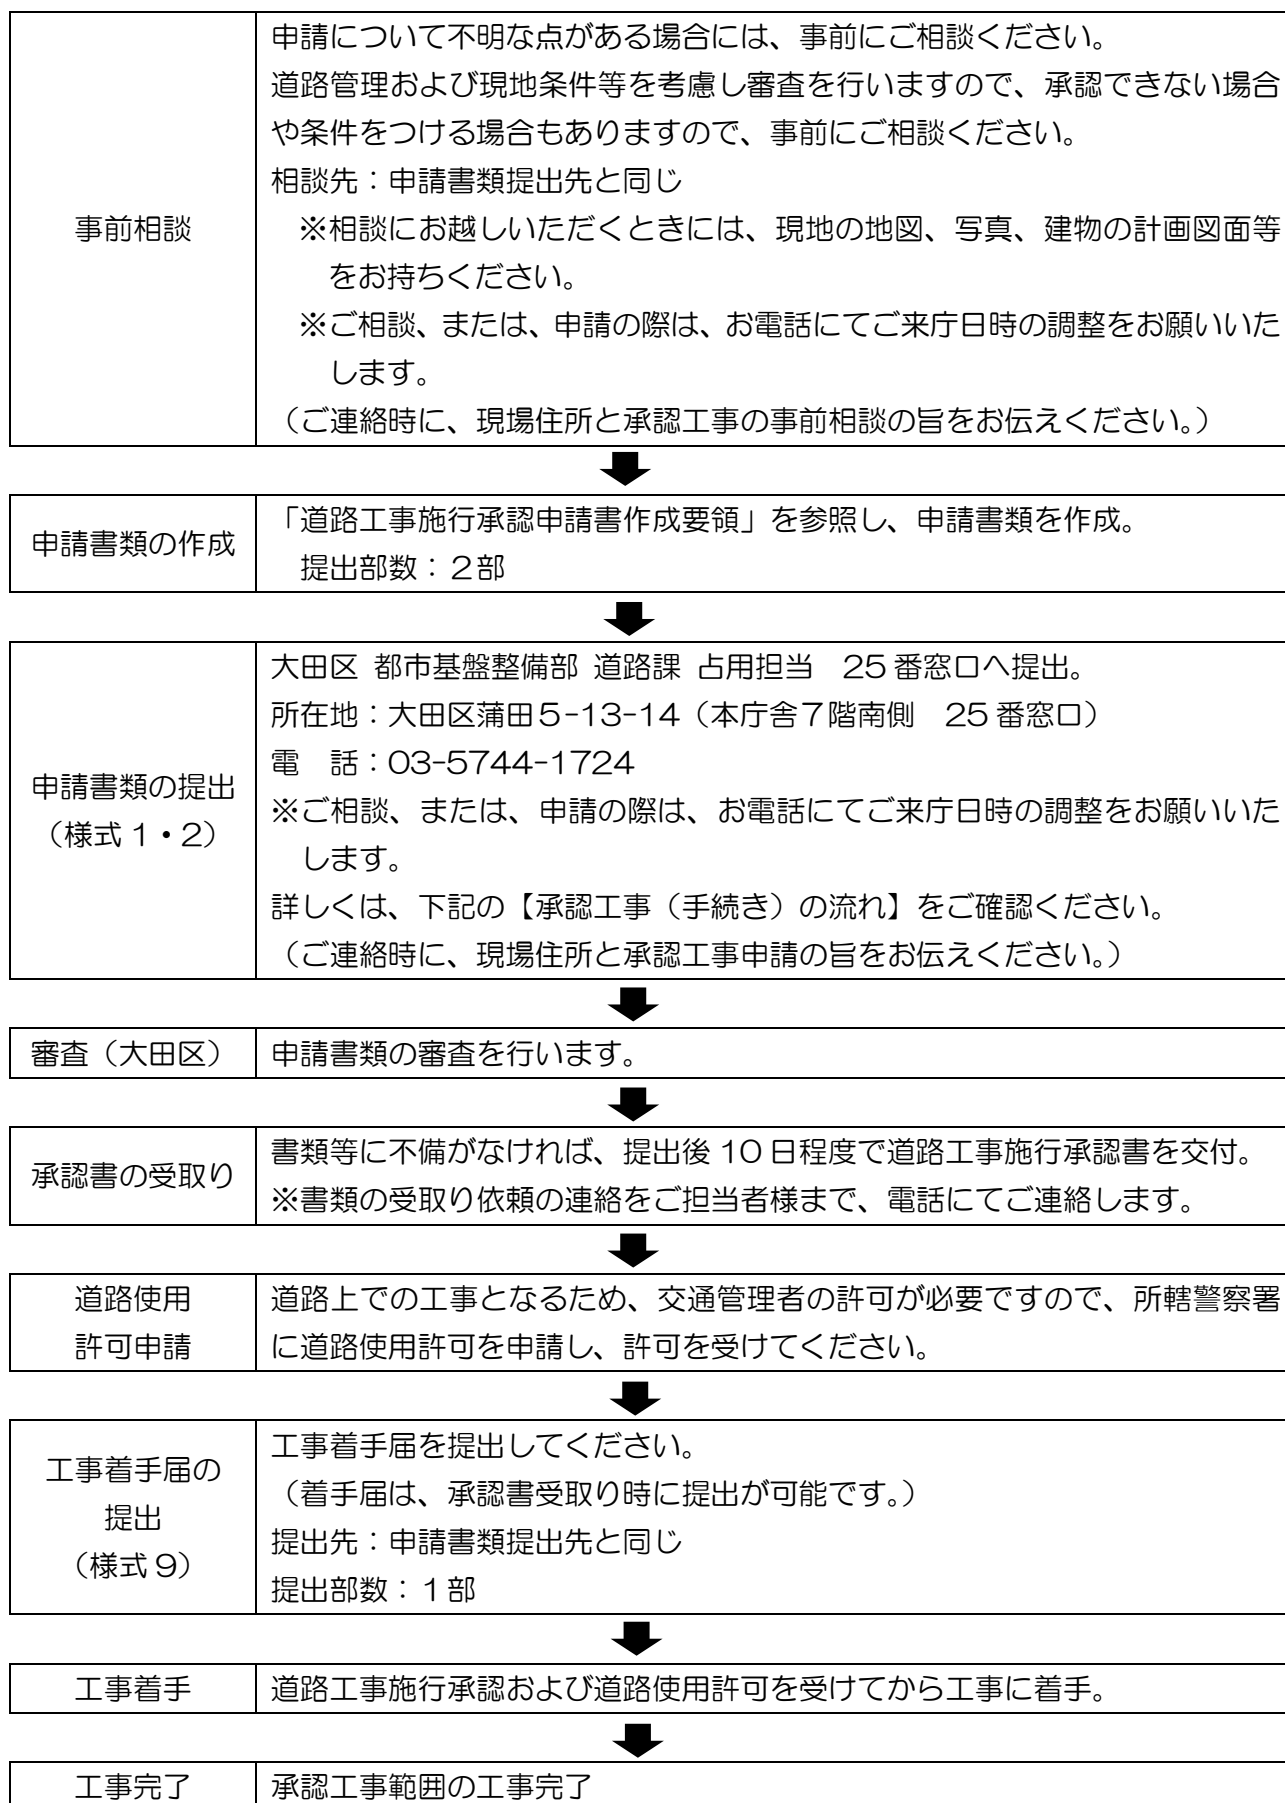 事前相談
申請について不明な点がある場合には、事前にご相談ください。
道路管理および現地条件等を考慮し審査を行いますので、承認できない場合
や条件をつける場合もありますので、事前にご相談ください。
相談先：申請書類提出先と同じ
※相談にお越しいただくときには、現地の地図、写真、建物の計画図面等
をお持ちください。
※ご相談、または、申請の際は、お電話にてご来庁日時の調整をお願いいた
します。
（ご連絡時に、現場住所と承認工事の事前相談の旨をお伝えください。）
申請書類の作成
「道路工事施行承認申請書作成要領」を参照し、申請書類を作成。
提出部数：２部
申請書類の提出
（様式１・２）
大田区 都市基盤整備部 道路課 占用担当　25番窓口へ提出。
所在地：大田区蒲田５-13-14（本庁舎７階南側　25番窓口）
電　話：03-5744-1724
※ご相談、または、申請の際は、お電話にてご来庁日時の調整をお願いいた
します。
詳しくは、下記の【承認工事（手続き）の流れ】をご確認ください。
（ご連絡時に、現場住所と承認工事申請の旨をお伝えください。）
審査（大田区）
申請書類の審査を行います。
承認書の受取り
書類等に不備がなければ、提出後 10日程度で道路工事施行承認書を交付。
※書類の受取り依頼の連絡をご担当者様まで、電話にてご連絡します。
道路使用
許可申請
道路上での工事となるため、交通管理者の許可が必要ですので、所轄警察署
に道路使用許可を申請し、許可を受けてください。
工事着手届の
提出
（様式９）
工事着手届を提出してください。
（着手届は、承認書受取り時に提出が可能です。）
提出先：申請書類提出先と同じ
提出部数：１部
工事着手
道路工事施行承認および道路使用許可を受けてから工事に着手。
工事完了
承認工事範囲の工事完了